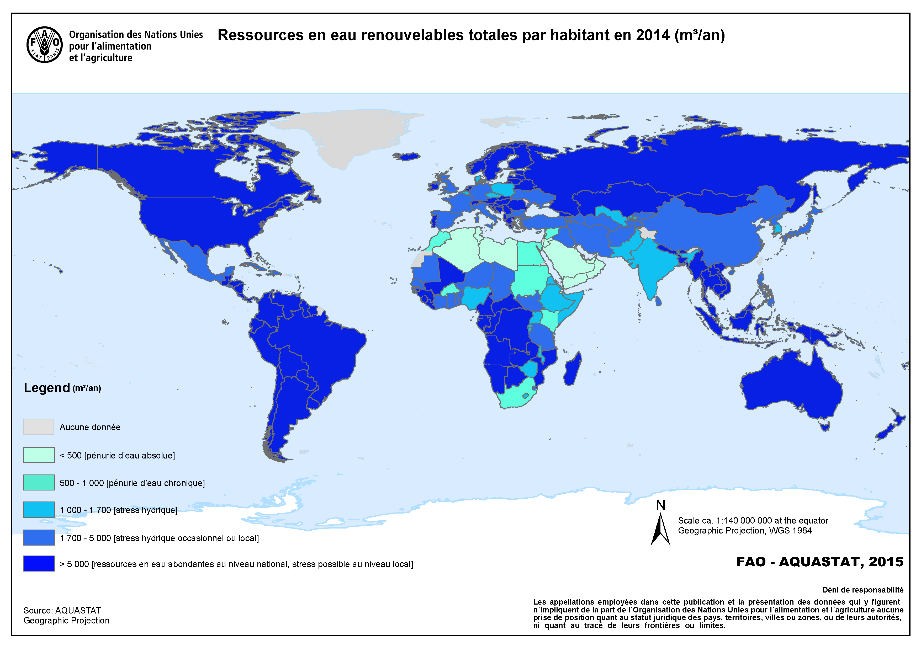 Organisation des Nations Unies
pour l'alimentation
et l'agriculture
Ressources en eau renouvelables totales par habitant en 2014 (m³/an)
Legend (m³/an)
Aucune donnée
< 500 [pénurie d'eau absolue]
500 - 1 000 [pénurie d'eau chronique]
1 000 - 1 700 [stress hydrique]
1 700 - 5 000 [stress hydrique occasionnel ou local]
> 5 000 [ressources en eau abondantes au niveau national, stress possible au niveau local]
N
Scale ca. 1:140 000 000 at the equator
Geographic Projection, WGS 1984
FAO - AQUASTAT, 2015
Source: AQUASTAT
Geographic Projection
Déni de responsabilité
Les appellations employées dans cette publication et la présentation des données qui y figurent
n'impliquent de la part de l'Organisation des Nations Unies pour l'alimentation et l'agriculture aucune
prise de position quant au statut juridique des pays, territoires, villes ou zones, ou de leurs autorités,
ni quant au tracé de leurs frontières ou limites.